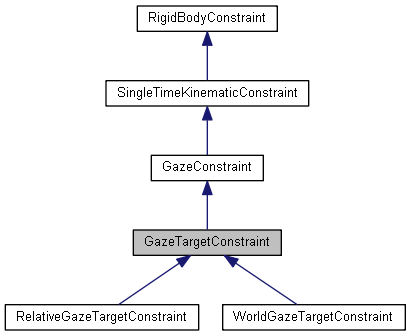 RigidBodyConstraint
SingleTimeKinematicConstraint
GazeConstraint
GazeTargetConstraint
RelativeGazeTargetConstraint
WorldGazeTargetConstraint